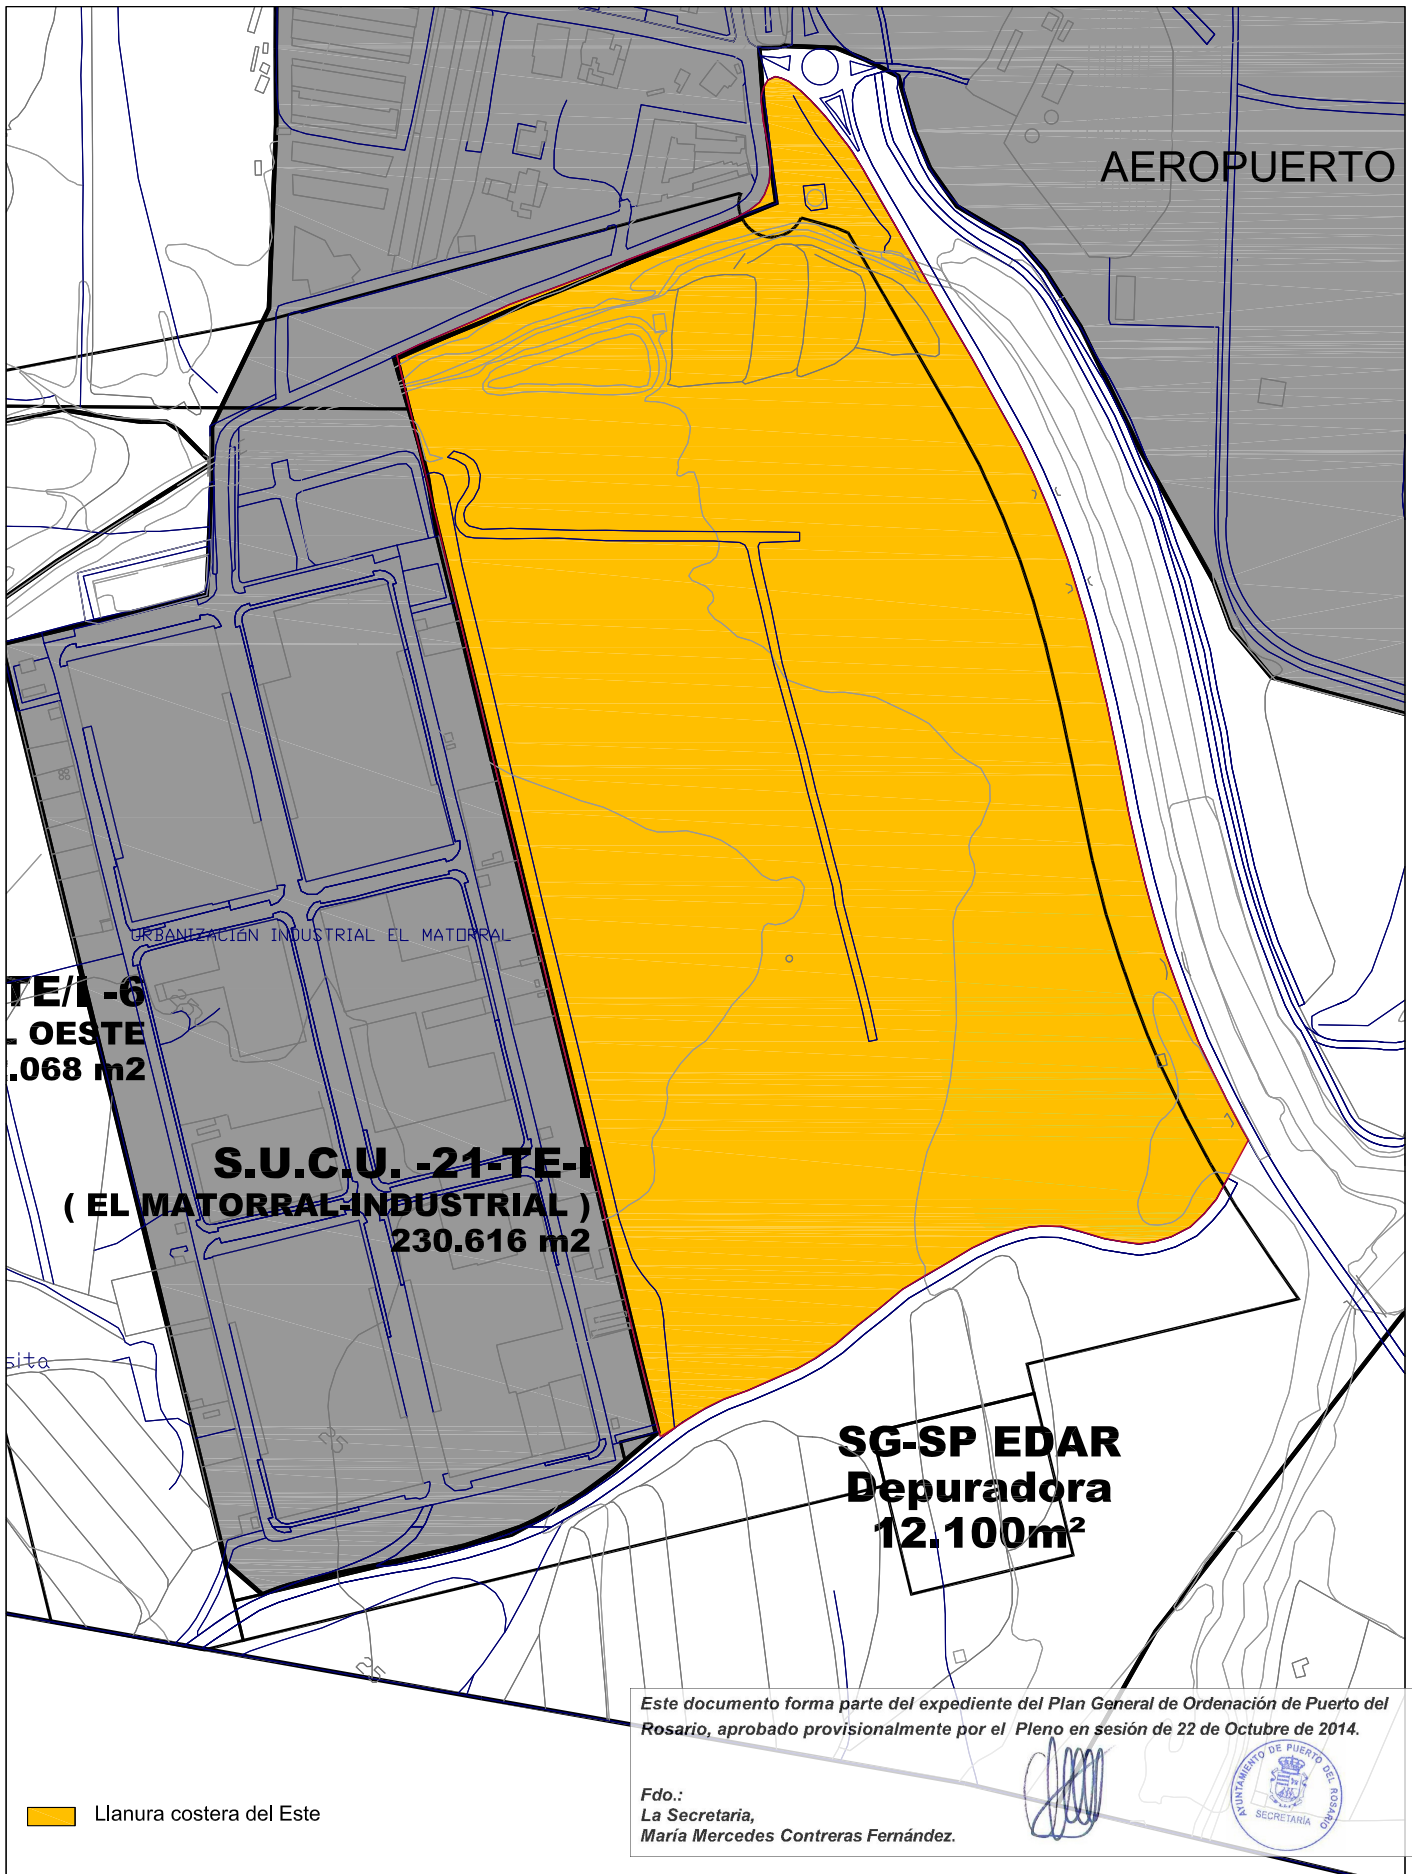 AEROPUERTO
URBANIZACIóN INDUSTRIAL EL MATORRAL
-6
OESTE
.068 m2
S.U.C.U. -21-TE-I
( EL MATORRAL-INDUSTRIAL )
230.616 m2
sita
25
SG-SP EDAR
Depuradora
12.100m²
25
Este documento forma parte del expediente del Plan General de Ordenación de Puerto del
Rosario, aprobado provisionalmente por el Pleno en sesión de 22 de Octubre de 2014.
AYUNTAMIENTO DE PUERTO DEL ROSARIO
SECRETARÍA
Fdo.:
La Secretaria,
María Mercedes Contreras Fernández.
Llanura costera del Este